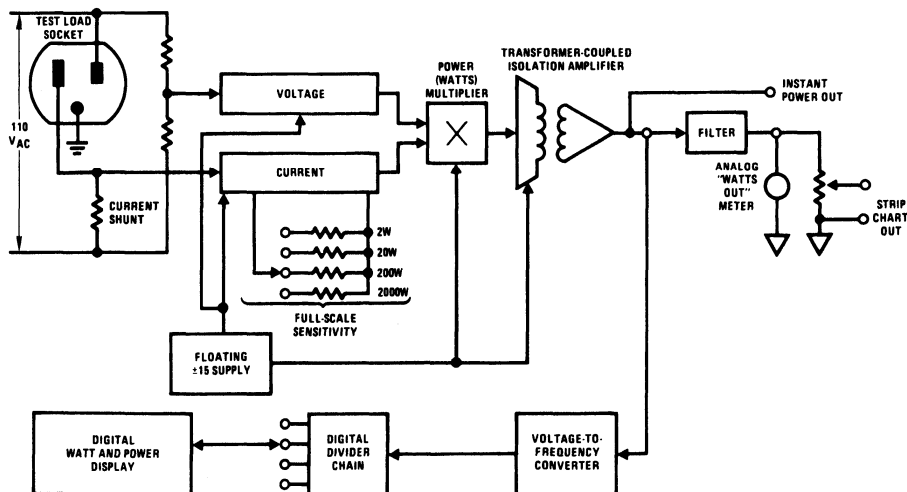 TEST LOAD
SOCKET
110
VAC
CURRENT
SHUNT
VOLTAGE
CURRENT
2W
20W
200W
2000W
FULL-SCALE
SENSITIVITY
FLOATING
±15 SUPPLY
POWER
(WATTS)
MULTIPLIER
X
TRANSFORMER-COUPLED
ISOLATION AMPLIFIER
INSTANT
POWER OUT
FILTER
ANALOG
"WATTS
OUT"
METER
STRIP
CHART
OUT
DIGITAL
WATT AND POWER
DISPLAY
DIGITAL
DIVIDER
CHAIN
VOLTAGE-TO-
FREQUENCY
CONVERTER